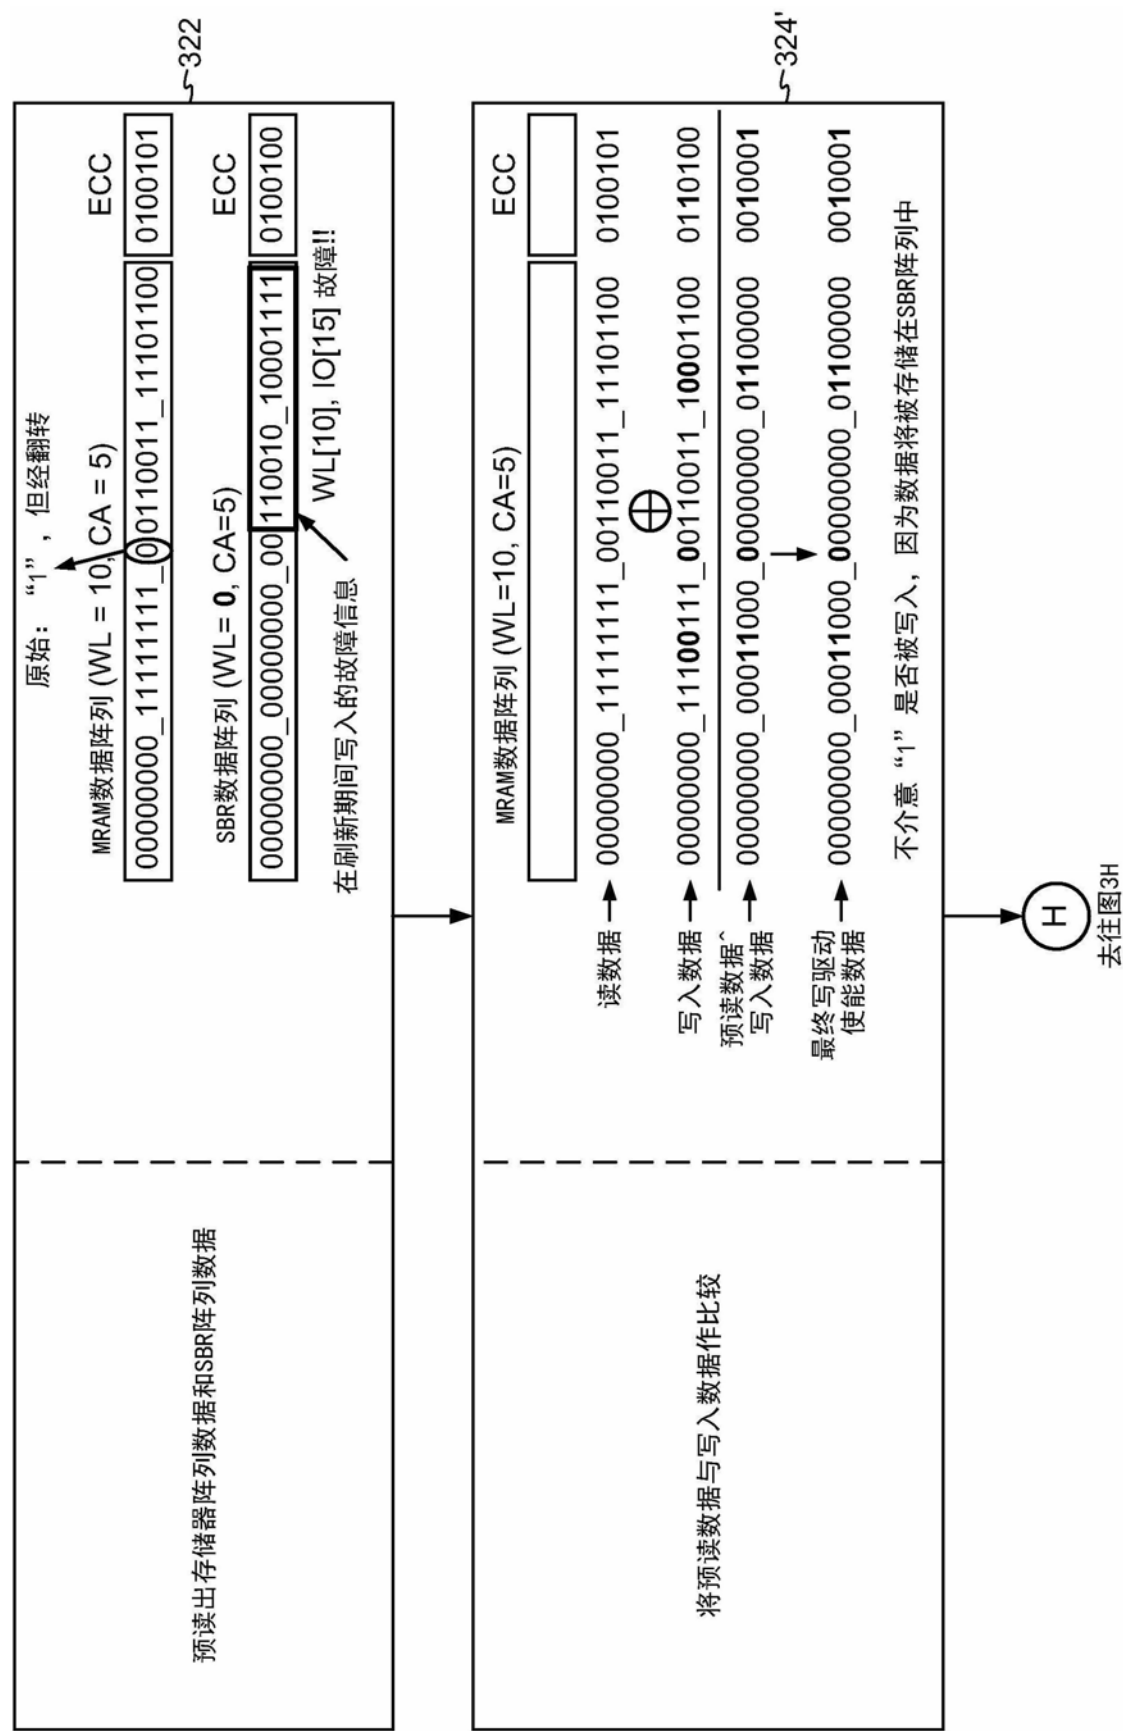 原始： “1”，但经翻转
MRAM数据阵列 (WL = 10, CA = 5)
ECC
00000000_11111111_00110011_11101100
0100101
322
SBR数据阵列 (WL= 0, CA=5)
ECC
00000000_00000000_00110010_10001111
0100100
WL[10], IO[15] 故障!!
在刷新期间写入的故障信息
预读出存储器阵列数据和SBR阵列数据
MRAM数据阵列 (WL=10, CA=5)
ECC
324'
读数据
00000000_11111111_00110011_11101100
0100101
写入数据
00000000_11100111_00110011_10001100
0110100
预读数据^
写入数据
00000000_00011000_00000000_01100000
0010001
最终写驱动
使能数据
00000000_00011000_00000000_01100000
0010001
不介意 “1” 是否被写入，因为数据将被存储在SBR阵列中
将预读数据与写入数据作比较
H
去往图3H